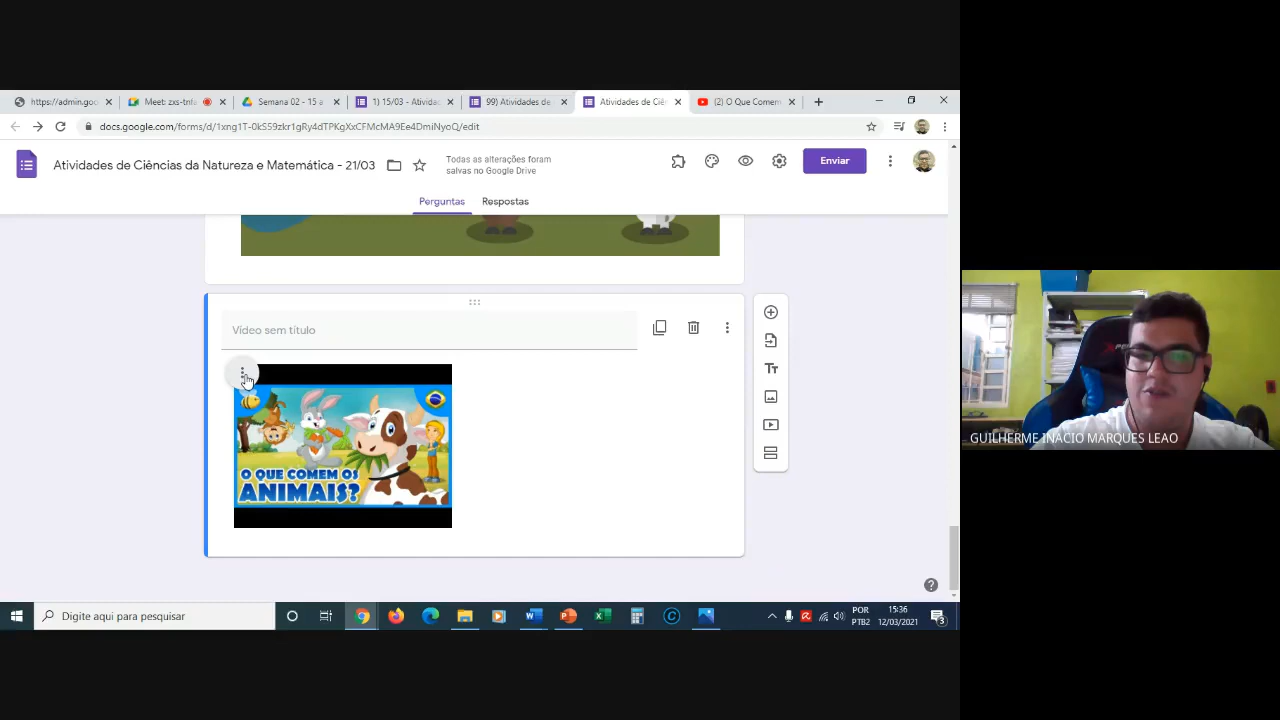 https://admin.goo
Meet: zxs-tnf
Semana 02 - 15 a
1) 15/03 - Ativida
99) Atividades de
Atividades de Ciên
(2) O Que Comem
docs.google.com/forms/d/1xng1T-0kS59zkr1gRy4dTPKgXxCFMcMA9Ee4DmiNyoQ/edit
Atividades de Ciências da Natureza e Matemática - 21/03
Todas as alterações foram
salvas no Google Drive
Enviar
Perguntas
Respostas
Vídeo sem título
O QUE COMEM OS
ANIMAIS?
GUILHERME INACIO MARQUES LEAO
Digite aqui para pesquisar
POR
PTB2
15:36
12/03/2021
3